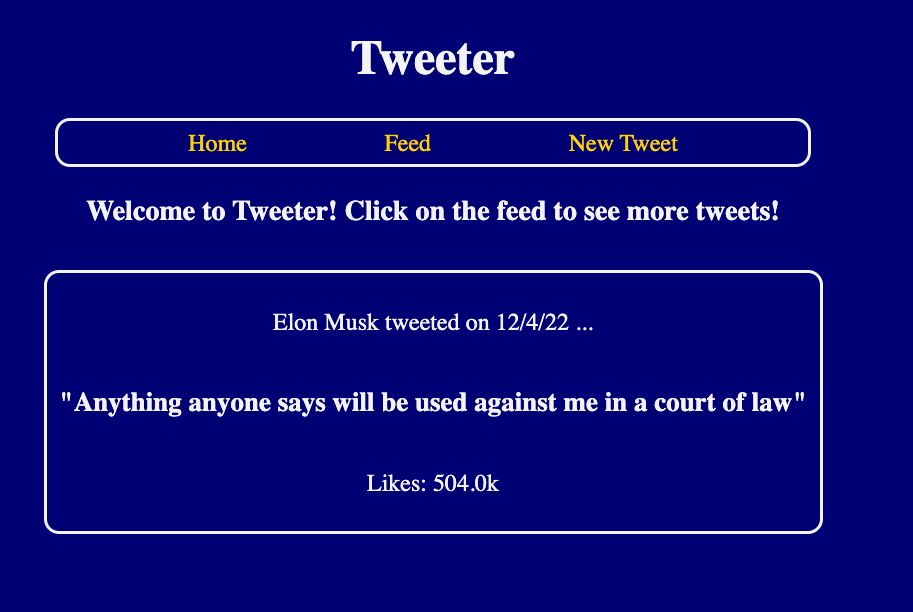 Tweeter
Home Feed New Tweet
Welcome to Tweeter! Click on the feed to see more tweets!
Elon Musk tweeted on 12/4/22 ...
"Anything anyone says will be used against me in a court of law"
Likes: 504.0k